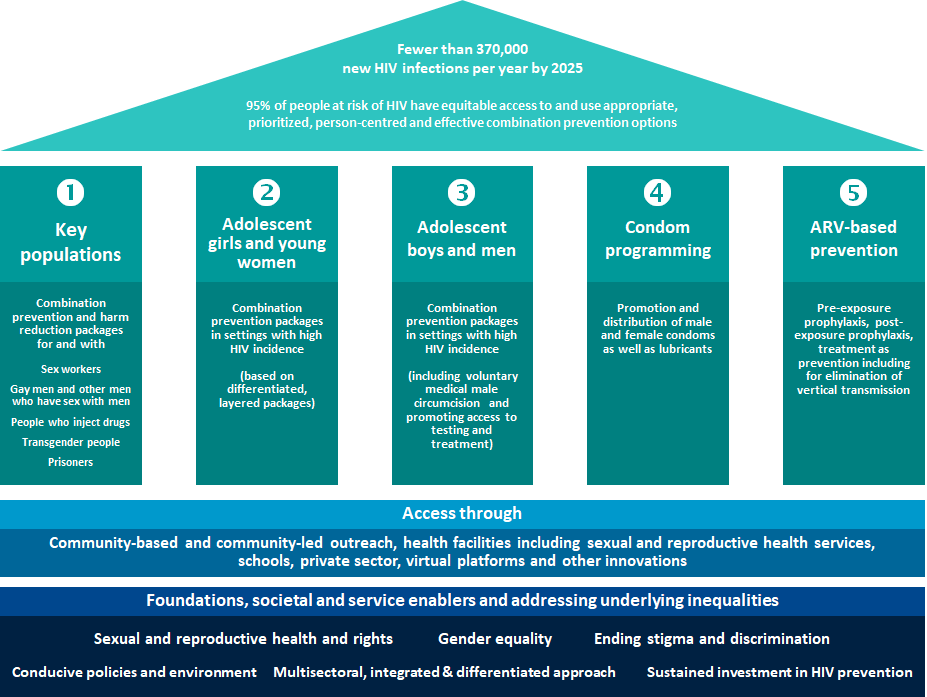 Fewer than 370,000
new HIV infections per year by 2025
95% of people at risk of HIV have equitable access to and use appropriate,
prioritized, person-centred and effective combination prevention options
1
Key
populations
Combination
prevention and harm
reduction packages
for and with
Sex workers
Gay men and other men
who have sex with men
People who inject drugs
Transgender people
Prisoners
2
Adolescent
girls and young
women
Combination
prevention packages
in settings with high
HIV incidence
(based on
differentiated,
layered packages)
3
Adolescent
boys and men
Combination
prevention packages
in settings with high
HIV incidence
(including voluntary
medical male
circumcision and
promoting access to
testing and
treatment)
4
Condom
programming
Promotion and
distribution of male
and female condoms
as well as lubricants
5
ARV-based
prevention
Pre-exposure
prophylaxis, post-
exposure prophylaxis,
treatment as
prevention including
for elimination of
vertical transmission
Access through
Community-based and community-led outreach, health facilities including sexual and reproductive health services,
schools, private sector, virtual platforms and other innovations
Foundations, societal and service enablers and addressing underlying inequalities
Sexual and reproductive health and rights Gender equality Ending stigma and discrimination
Conducive policies and environment Multisectoral, integrated & differentiated approach Sustained investment in HIV prevention